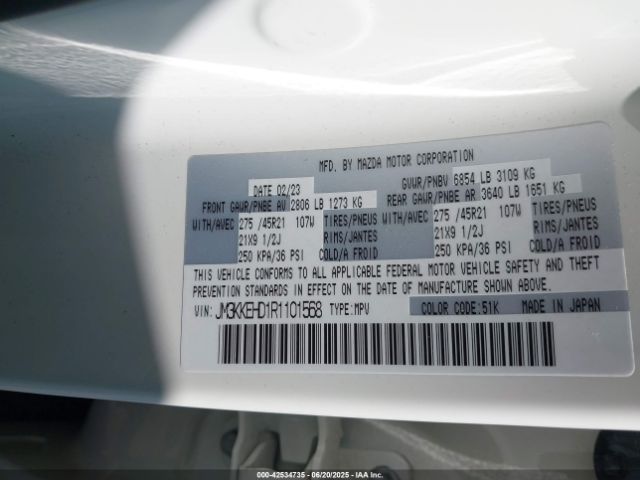 MFD. BY MAZDA MOTOR CORPORATION
DATE 02/23 GVWR/PNBV 6854 LB 3109 KG
FRONT GAWR/PNBE AV 2806 LB 1273 KG REAR GAWR/PNBE AR 3640 LB 1651 KG
WITH/AVEC 275 /45R21 107W TIRES/PNEUS WITH/AVEC 275 /45R21 107W TIRES/PNEUS
21X9 1/2J RIMS/JANTES 21X9 1/2J RIMS/JANTES
250 KPA/36 PSI COLD/A FROID 250 KPA/36 PSI COLD/A FROID
THIS VEHICLE CONFORMS TO ALL APPLICABLE FEDERAL MOTOR VEHICLE SAFETY AND THEFT
PREVENTION STANDARDS IN EFFECT ON THE DATE OF MANUFACTURE SHOWN ABOVE.
VIN: JM3KKEHD1R1101568 TYPE:MPV COLOR CODE: 51K MADE IN JAPAN
000-42534735 - 06/20/2025 - IAAI.COM